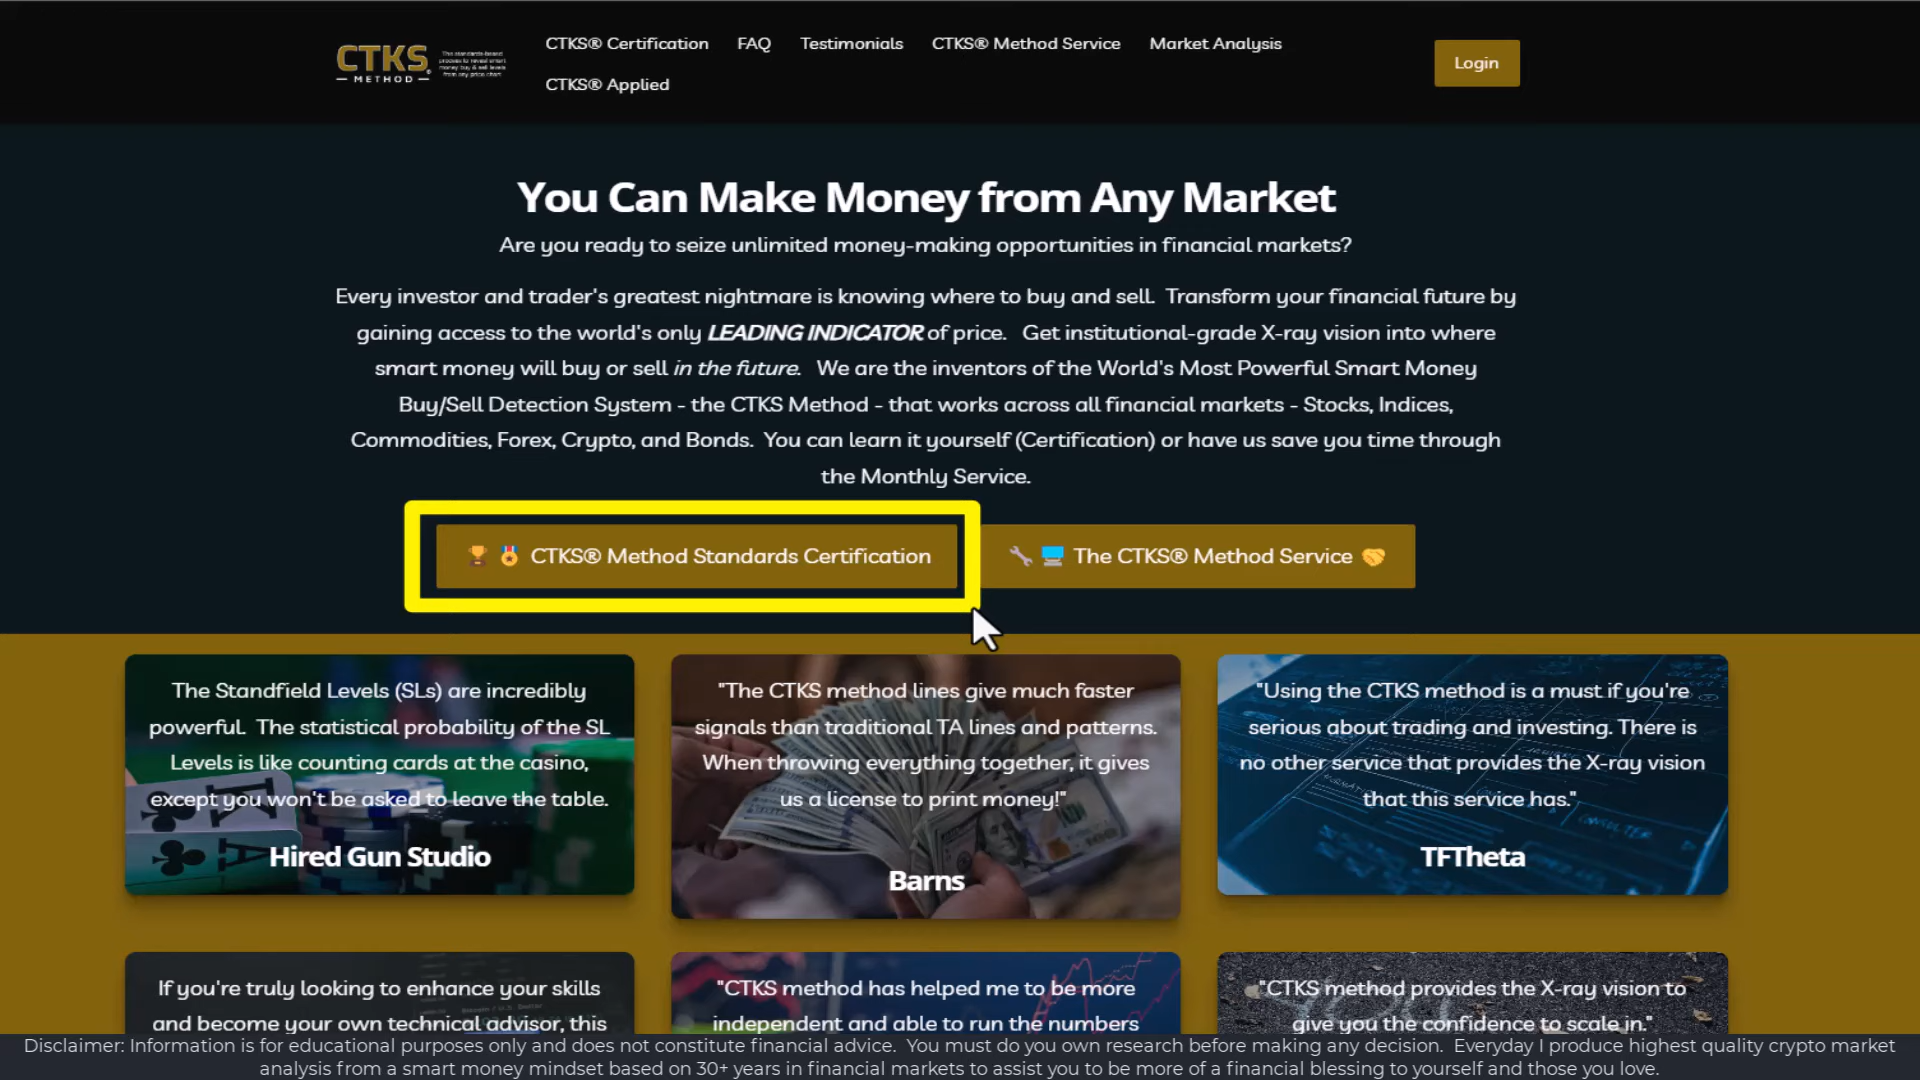 CTKS®
METHOD
The standards-based
process to reveal smart
money buy & sell levels
from any price chart
CTKS® Certification
FAQ
Testimonials
CTKS® Method Service
Market Analysis
CTKS® Applied
Login
You Can Make Money from Any Market
Are you ready to seize unlimited money-making opportunities in financial markets?
Every investor and trader's greatest nightmare is knowing where to buy and sell. Transform your financial future by
gaining access to the world's only LEADING INDICATOR of price. Get institutional-grade X-ray vision into where
smart money will buy or sell in the future. We are the inventors of the World's Most Powerful Smart Money
Buy/Sell Detection System - the CTKS Method - that works across all financial markets - Stocks, Indices,
Commodities, Forex, Crypto, and Bonds. You can learn it yourself (Certification) or have us save you time through
the Monthly Service.
🏆 🏅 CTKS® Method Standards Certification
🔧 🖥️ The CTKS® Method Service 🤝
The Standfield Levels (SLs) are incredibly
powerful. The statistical probability of the SL
Levels is like counting cards at the casino,
except you won't be asked to leave the table.
Hired Gun Studio
"The CTKS method lines give much faster
signals than traditional TA lines and patterns.
When throwing everything together, it gives
us a license to print money!"
Barns
"Using the CTKS method is a must if you're
serious about trading and investing. There is
no other service that provides the X-ray vision
that this service has."
TFTheta
If you're truly looking to enhance your skills
and become your own technical advisor, this
"CTKS method has helped me to be more
independent and able to run the numbers
"CTKS method provides the X-ray vision to
give you the confidence to scale in."
Disclaimer: Information is for educational purposes only and does not constitute financial advice. You must do you own research before making any decision. Everyday I produce highest quality crypto market
analysis from a smart money mindset based on 30+ years in financial markets to assist you to be more of a financial blessing to yourself and those you love.